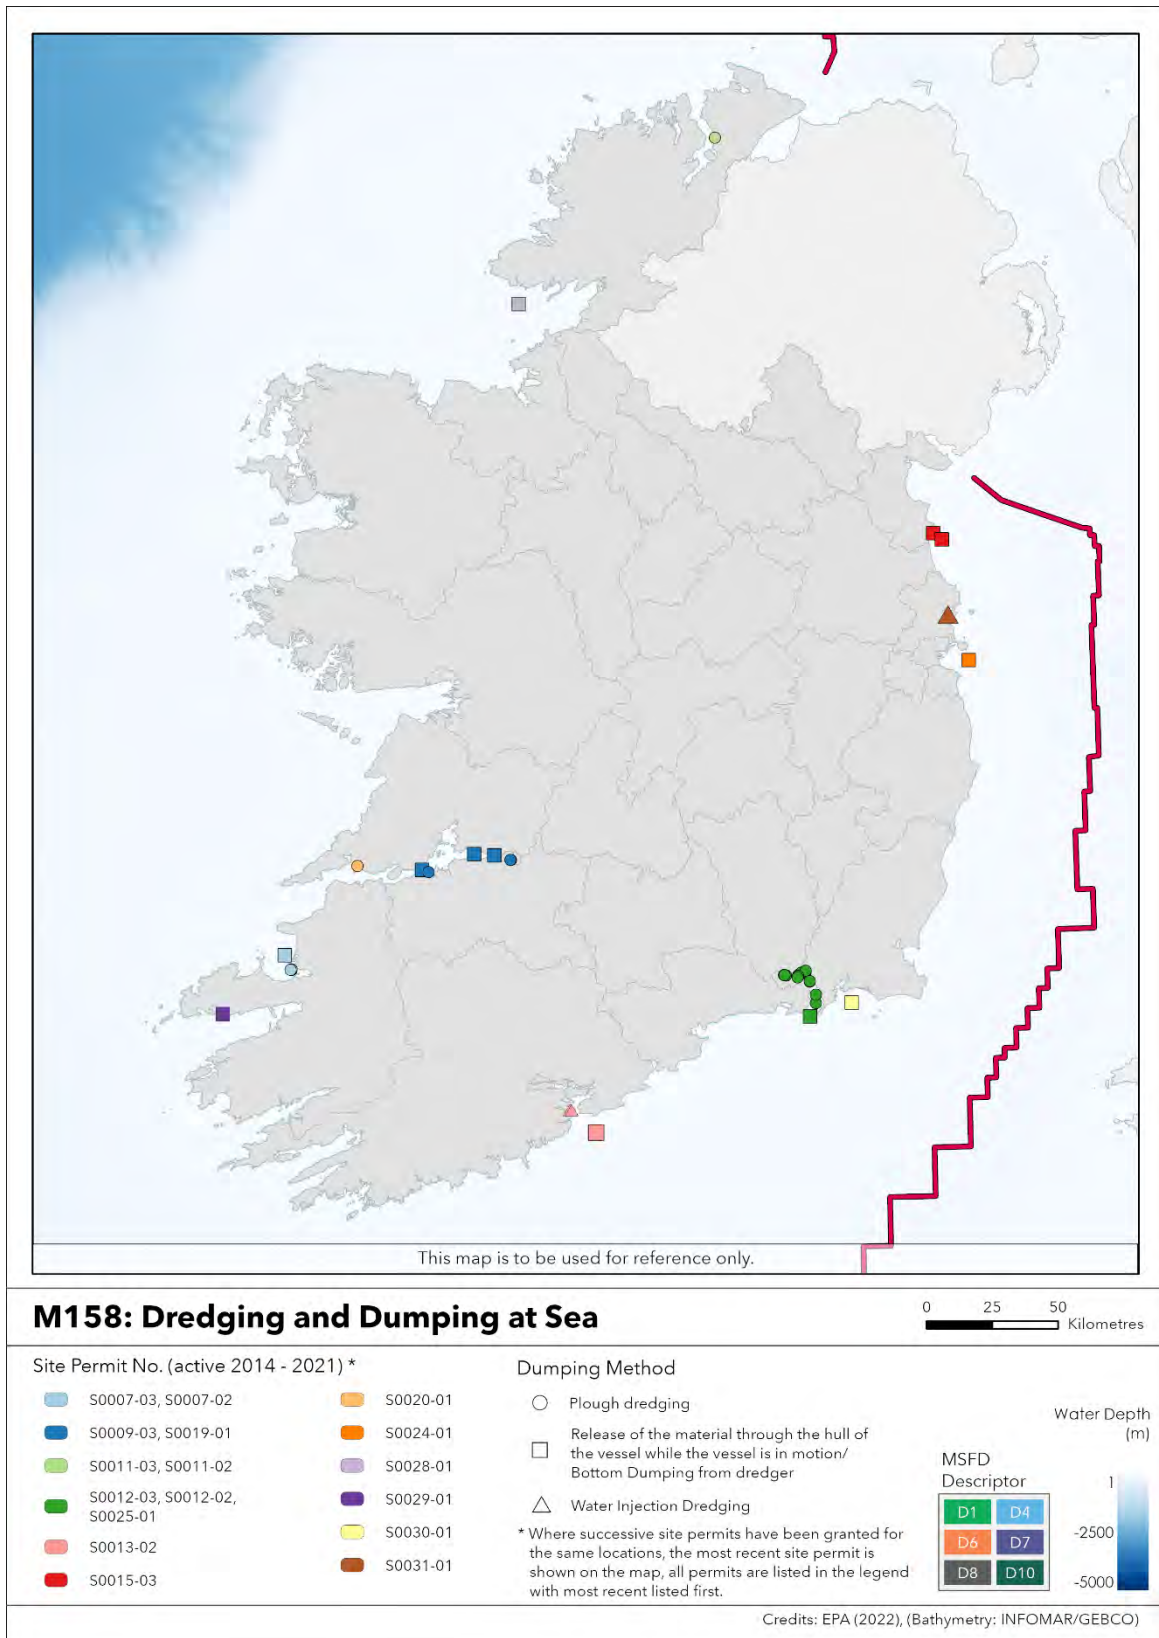 This map is to be used for reference only.
M158: Dredging and Dumping at Sea
0 25 50
Kilometres
Site Permit No. (active 2014 - 2021) *
S0007-03, S0007-02
S0009-03, S0019-01
S0011-03, S0011-02
S0012-03, S0012-02,
S0025-01
S0013-02
S0015-03
S0020-01
S0024-01
S0028-01
S0029-01
S0030-01
S0031-01
Dumping Method
Plough dredging
Release of the material through the hull of
the vessel while the vessel is in motion/
Bottom Dumping from dredger
Water Injection Dredging
* Where successive site permits have been granted for
the same locations, the most recent site permit is
shown on the map, all permits are listed in the legend
with most recent listed first.
MSFD
Descriptor
D1 D4
D6 D7
D8 D10
Water Depth
(m)
1
-2500
-5000
Credits: EPA (2022), (Bathymetry: INFOMAR/GEBCO)